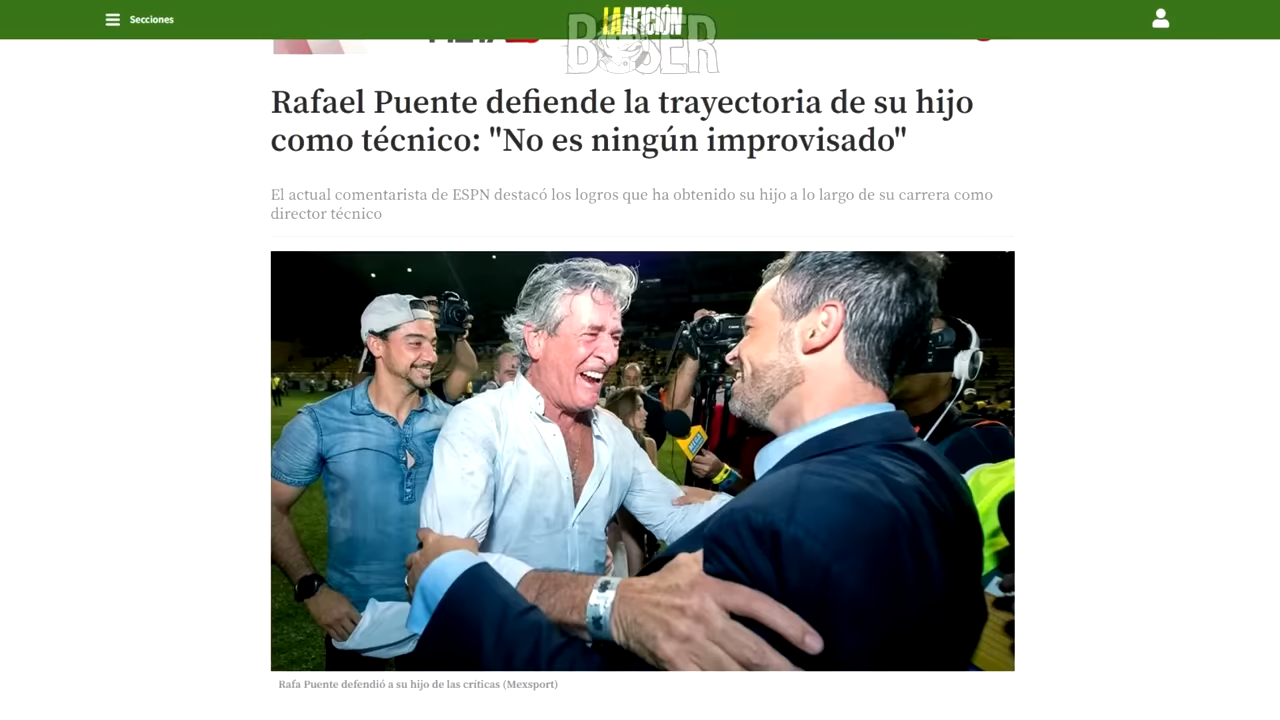 Secciones
LA AFICIÓN
BOSER
Rafael Puente defiende la trayectoria de su hijo
como técnico: "No es ningún improvisado"
El actual comentarista de ESPN destacó los logros que ha obtenido su hijo a lo largo de su carrera como
director técnico
Rafa Puente defendió a su hijo de las críticas (Mexsport)